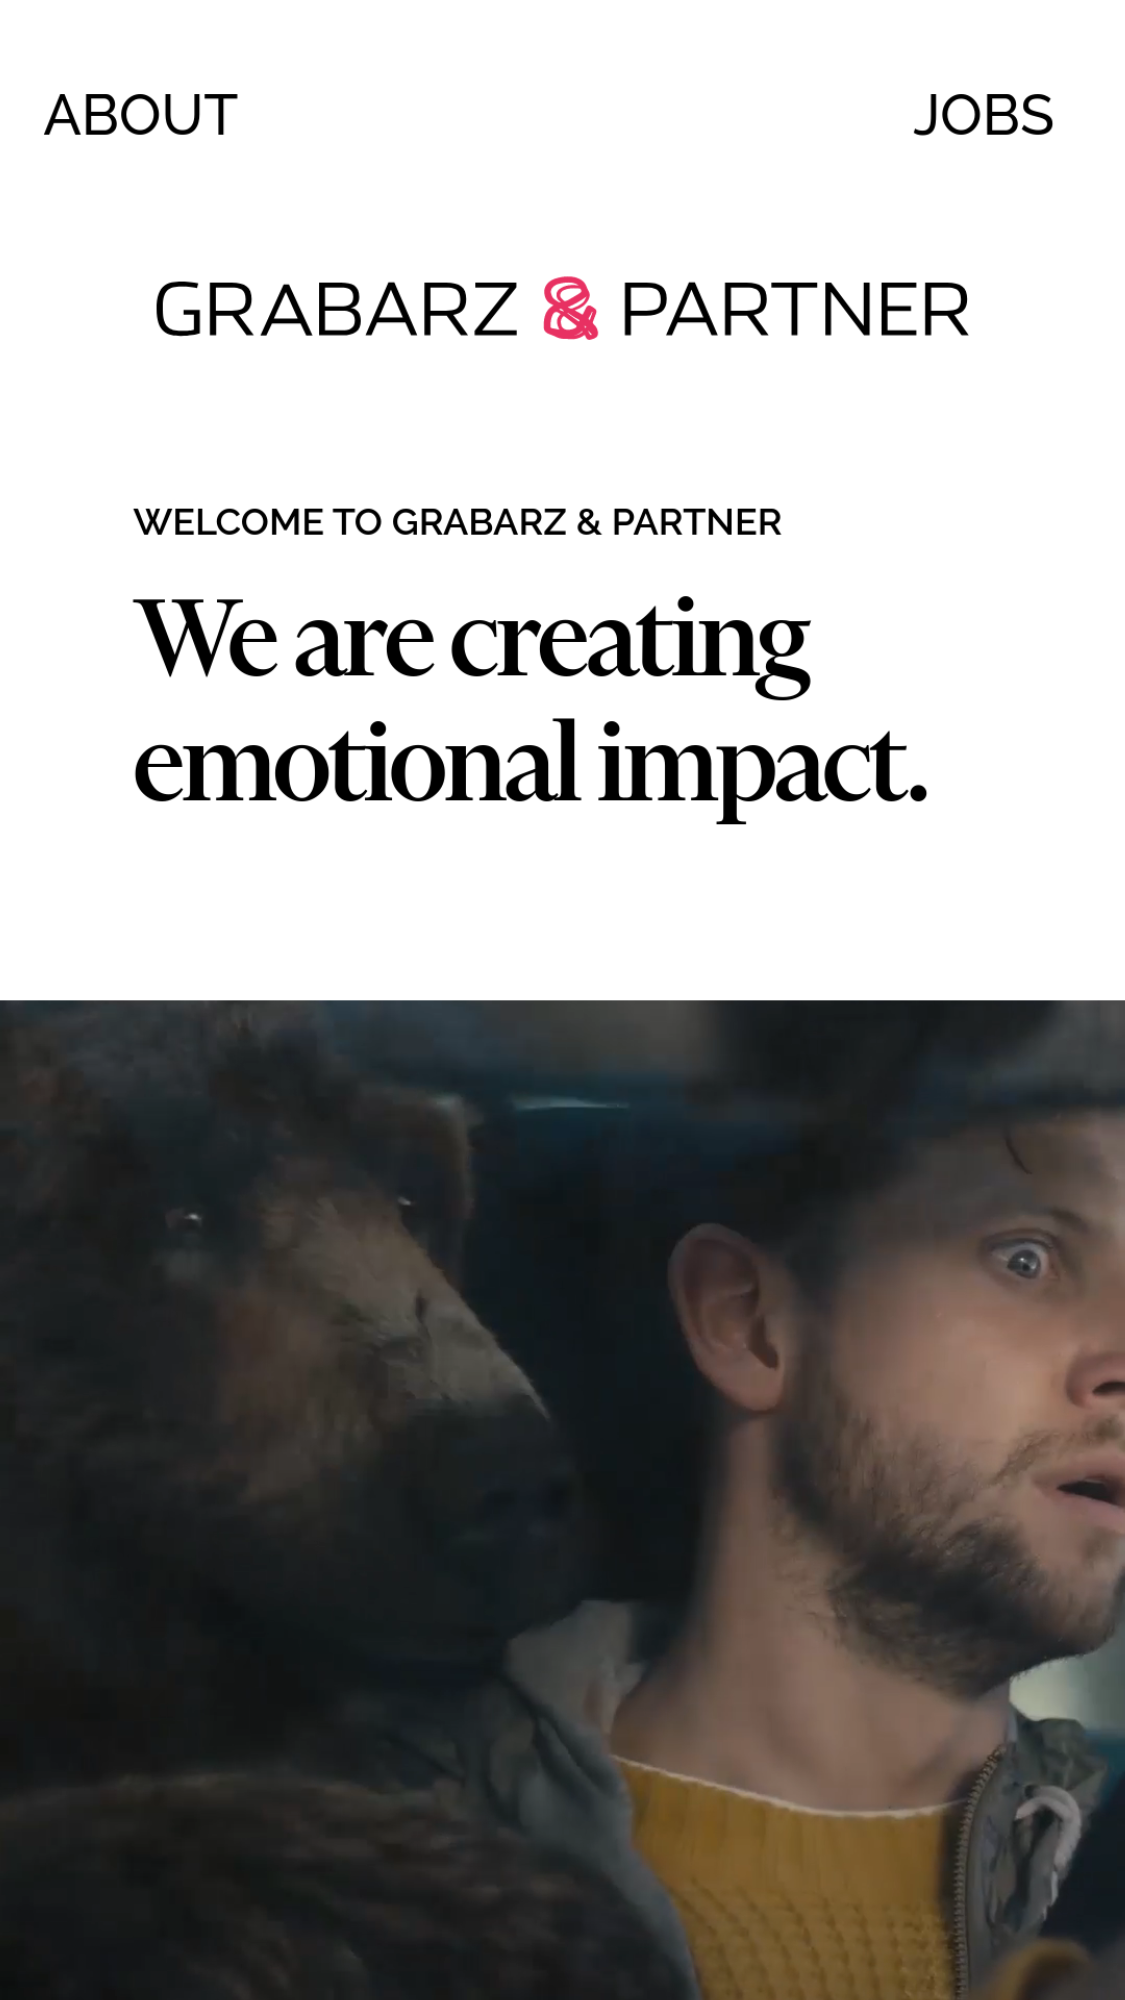 ABOUT
JOBS
GRABARZ & PARTNER
WELCOME TO GRABARZ & PARTNER
We are creating
emotional impact.